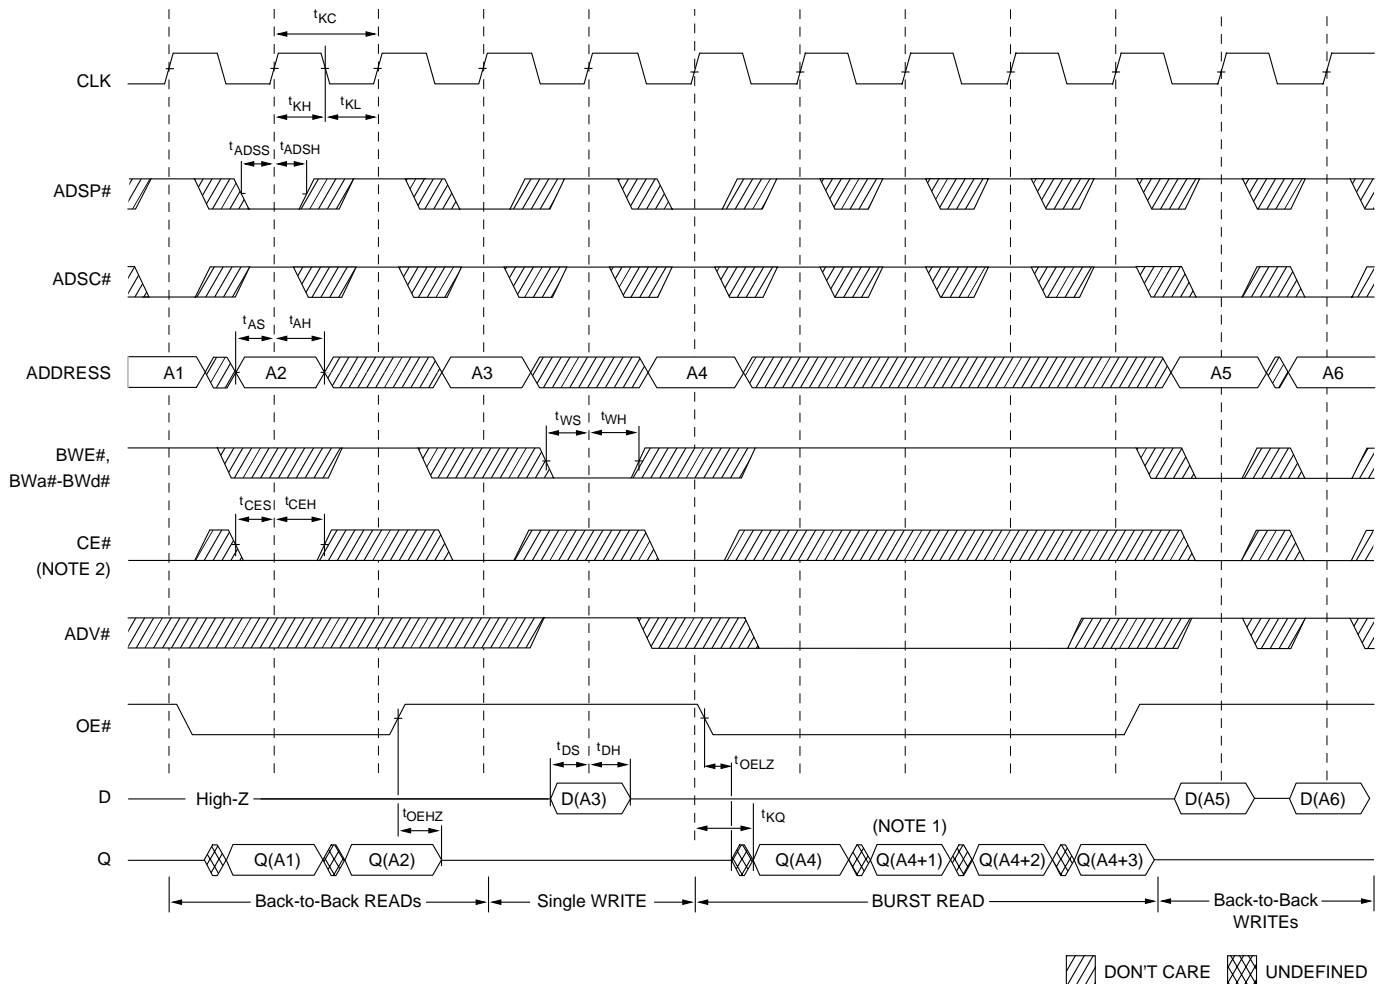 tKC
CLK
tKH
tKL
tADSS
tADSH
ADSP#
ADSC#
tAS
tAH
ADDRESS
A1
A2
A3
A4
A5
A6
tWS
tWH
BWE#,
BWa#-BWd#
tCES
tCEH
CE#
(NOTE 2)
ADV#
OE#
tDS
tDH
tOELZ
D
High-Z
D(A3)
D(A5)
D(A6)
tOEHZ
tKQ
(NOTE 1)
Q
Q(A1)
Q(A2)
Q(A4)
Q(A4+1)
Q(A4+2)
Q(A4+3)
Back-to-Back READs
Single WRITE
BURST READ
Back-to-Back
WRITEs
DON'T CARE
UNDEFINED